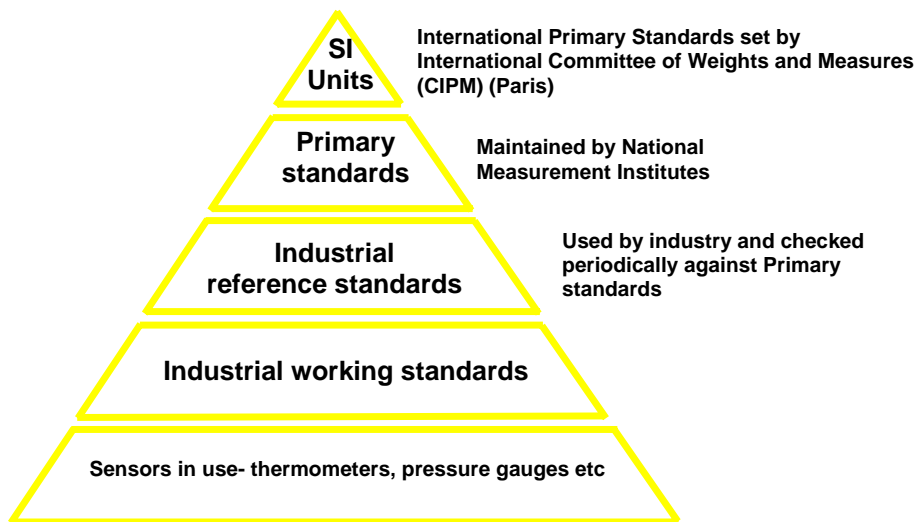 SI
Units
International Primary Standards set by
International Committee of Weights and Measures
(CIPM) (Paris)
Primary
standards
Maintained by National
Measurement Institutes
Industrial
reference standards
Used by industry and checked
periodically against Primary
standards
Industrial working standards
Sensors in use- thermometers, pressure gauges etc